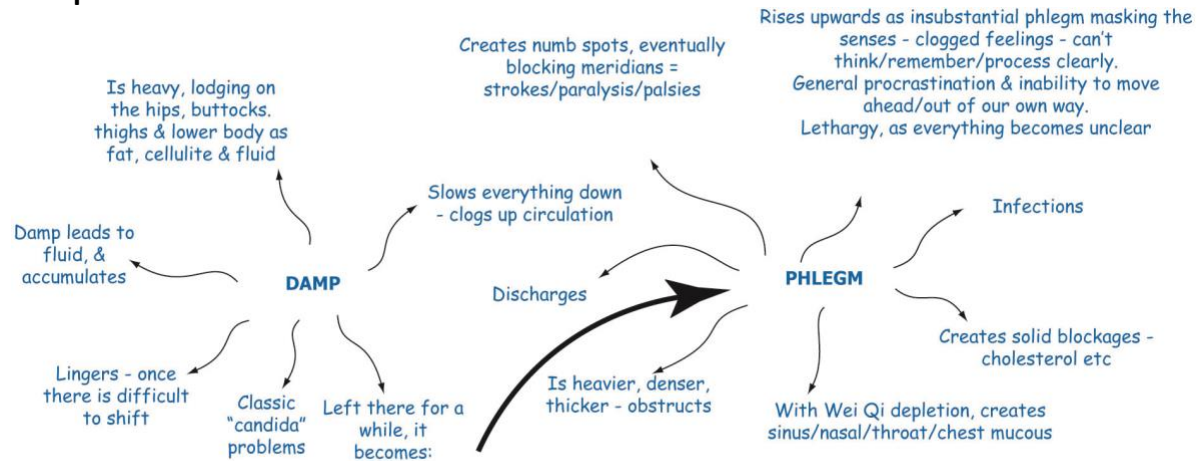 Rises upwards as insubstantial phlegm masking the
senses - clogged feelings - can't
think/remember/process clearly.
General procrastination & inability to move
ahead/out of our own way.
Lethargy, as everything becomes unclear
Creates numb spots, eventually
blocking meridians =
strokes/paralysis/palsies
Is heavy, lodging on
the hips, buttocks.
thighs & lower body as
fat, cellulite & fluid
Slows everything down
- clogs up circulation
Infections
Damp leads to
fluid, &
accumulates
DAMP
Discharges
PHLEGM
Creates solid blockages -
cholesterol etc
Lingers - once
there is difficult
to shift
Classic
"candida"
problems
Left there for a
while, it
becomes:
Is heavier, denser,
thicker - obstructs
With Wei Qi depletion, creates
sinus/nasal/throat/chest mucous